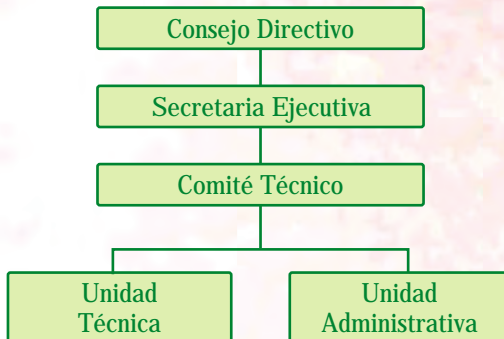 Consejo Directivo
Secretaria Ejecutiva
Comité Técnico
Unidad
Técnica
Unidad
Administrativa